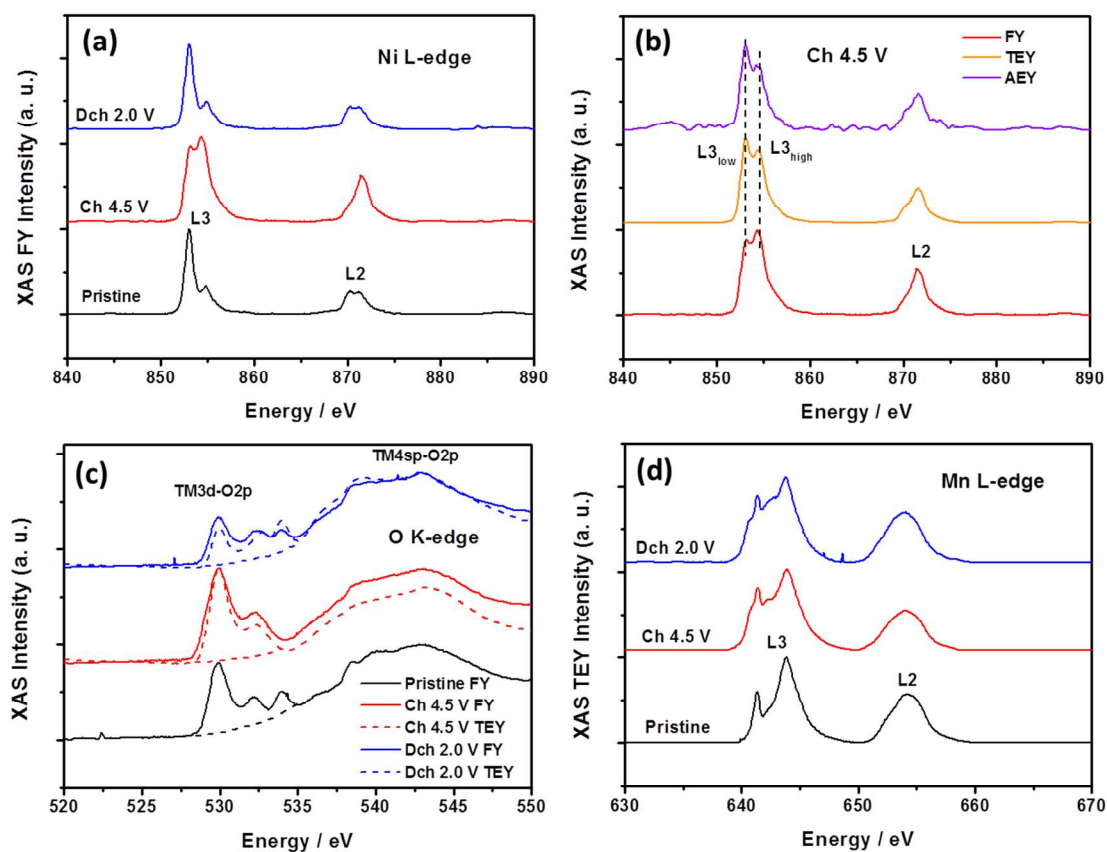 (a)
Ni L-edge
Dch 2.0 V
Ch 4.5 V
L3
Pristine
L2
XAS FY Intensity (a. u.)
840 850 860 870 880 890
Energy / eV
(b)
Ch 4.5 V
FY
TEY
AEY
L3low
L3high
L2
XAS Intensity (a. u.)
840 850 860 870 880 890
Energy / eV
(c)
TM4sp-O2p
TM3d-O2p
O K-edge
Pristine FY
Ch 4.5 V FY
Ch 4.5 V TEY
Dch 2.0 V FY
Dch 2.0 V TEY
XAS Intensity (a. u.)
520 525 530 535 540 545 550
Energy / eV
(d)
Mn L-edge
Dch 2.0 V
Ch 4.5 V
L3
L2
Pristine
XAS TEY Intensity (a. u.)
630 640 650 660 670
Energy / eV